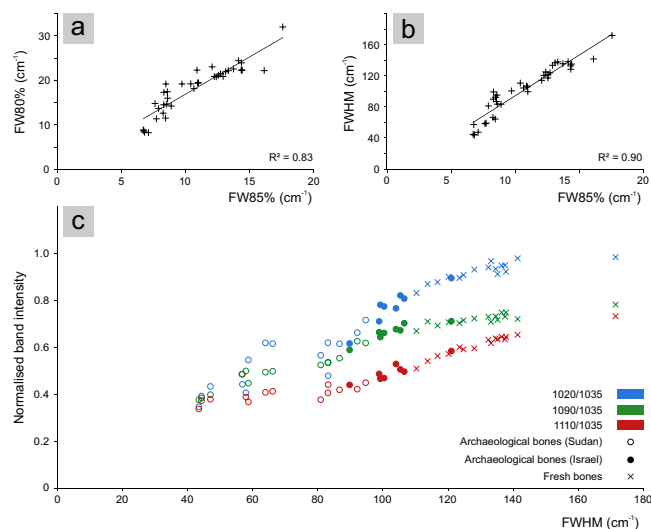 a
FW80% (cm⁻¹)
40
30
20
10
0
0 5 10 15 20
FW85% (cm⁻¹)
R² = 0.83
b
FWHM (cm⁻¹)
160
120
80
40
0
0 5 10 15 20
FW85% (cm⁻¹)
R² = 0.90
c
Normalised band intensity
1.0
0.8
0.6
0.4
0.2
0
0 20 40 60 80 100 120 140 160 180
FWHM (cm⁻¹)
1020/1035
1090/1035
1110/1035
Archaeological bones (Sudan)
Archaeological bones (Israel)
Fresh bones